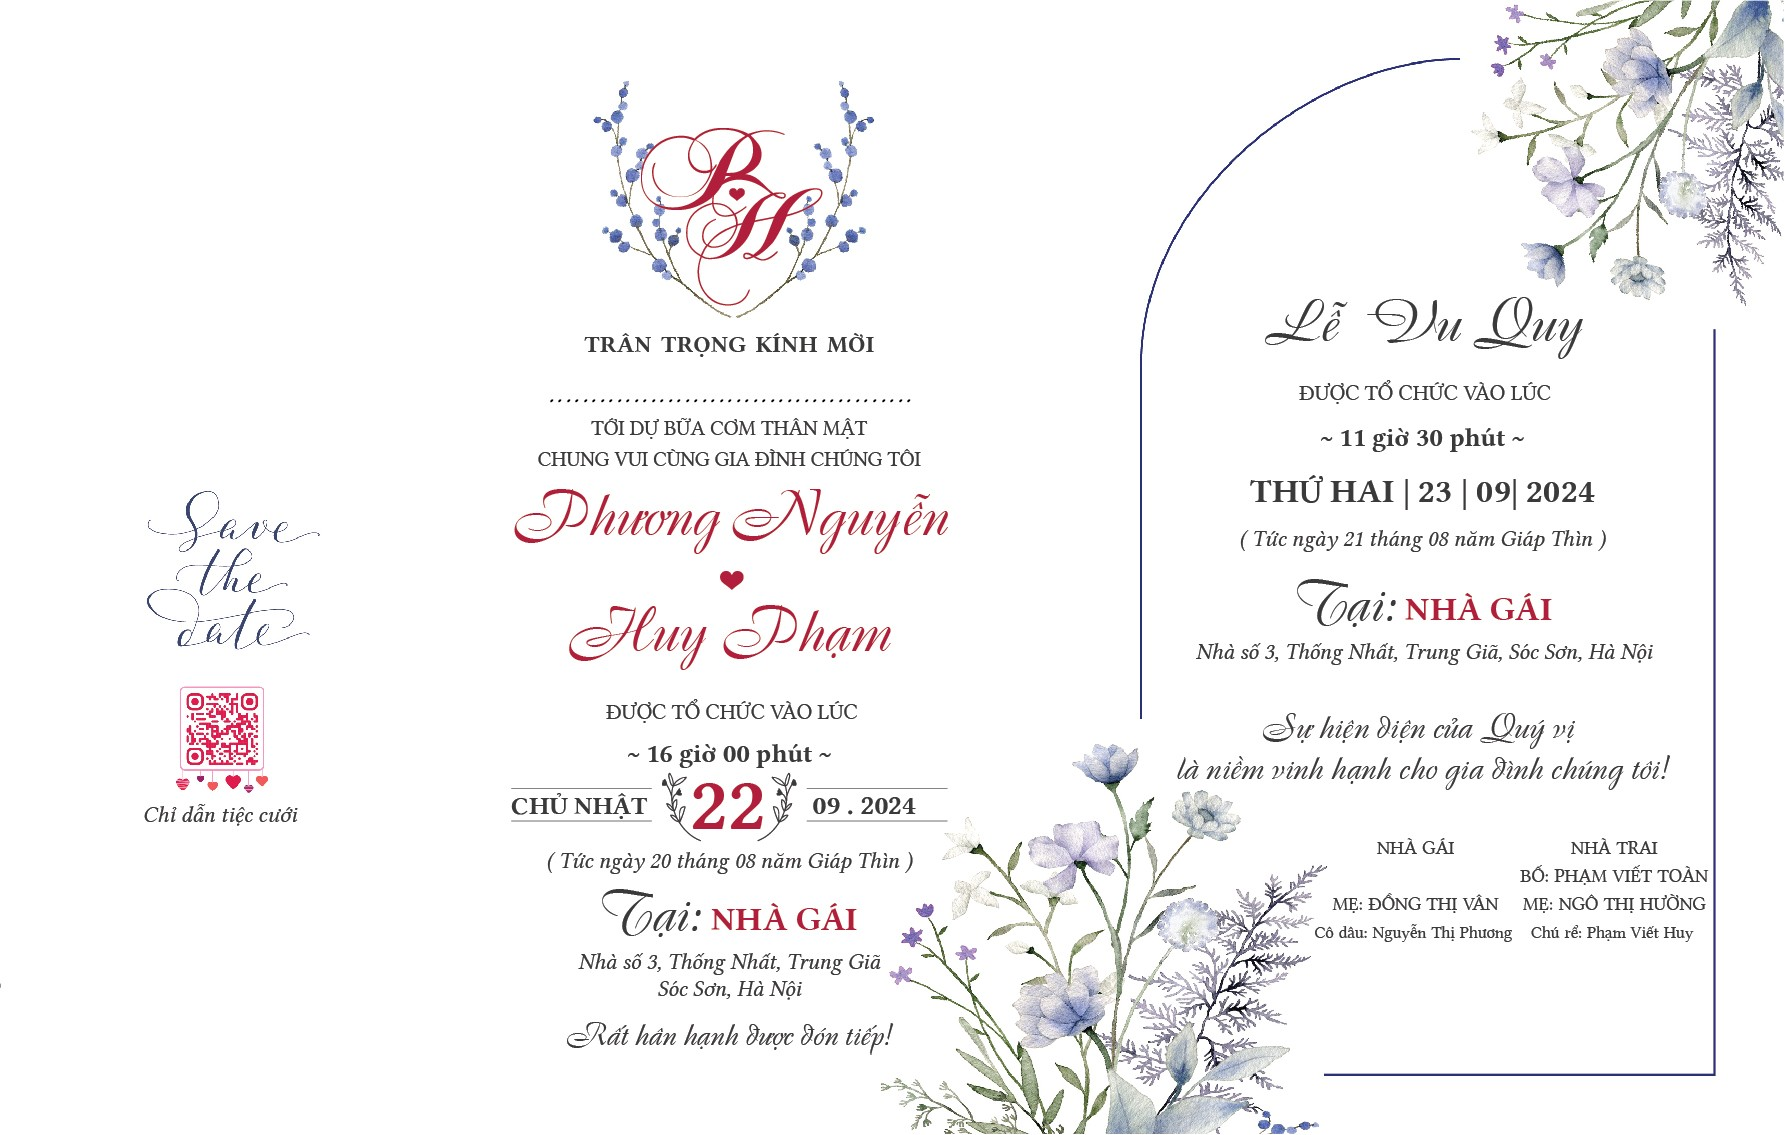 Save
the
date
Chỉ dẫn tiệc cưới
P
H
TRÂN TRỌNG KÍNH MỜI
............................................
TỚI DỰ BỮA CƠM THÂN MẬT
CHUNG VUI CÙNG GIA ĐÌNH CHÚNG TÔI
Phương Nguyễn
Huy Phạm
ĐƯỢC TỔ CHỨC VÀO LÚC
~ 16 giờ 00 phút ~
CHỦ NHẬT 22 09 . 2024
( Tức ngày 20 tháng 08 năm Giáp Thìn )
Tại: NHÀ GÁI
Nhà số 3, Thống Nhất, Trung Giã
Sóc Sơn, Hà Nội
Rất hân hạnh được đón tiếp!
Lễ Vu Quy
ĐƯỢC TỔ CHỨC VÀO LÚC
~ 11 giờ 30 phút ~
THỨ HAI | 23 | 09| 2024
( Tức ngày 21 tháng 08 năm Giáp Thìn )
Tại: NHÀ GÁI
Nhà số 3, Thống Nhất, Trung Giã, Sóc Sơn, Hà Nội
Sự hiện diện của Quý vị
là niềm vinh hạnh cho gia đình chúng tôi!
NHÀ GÁI
MẸ: ĐỒNG THỊ VÂN
Cô dâu: Nguyễn Thị Phương
NHÀ TRAI
BỐ: PHẠM VIẾT TOÀN
MẸ: NGÔ THỊ HƯỜNG
Chú rể: Phạm Viết Huy